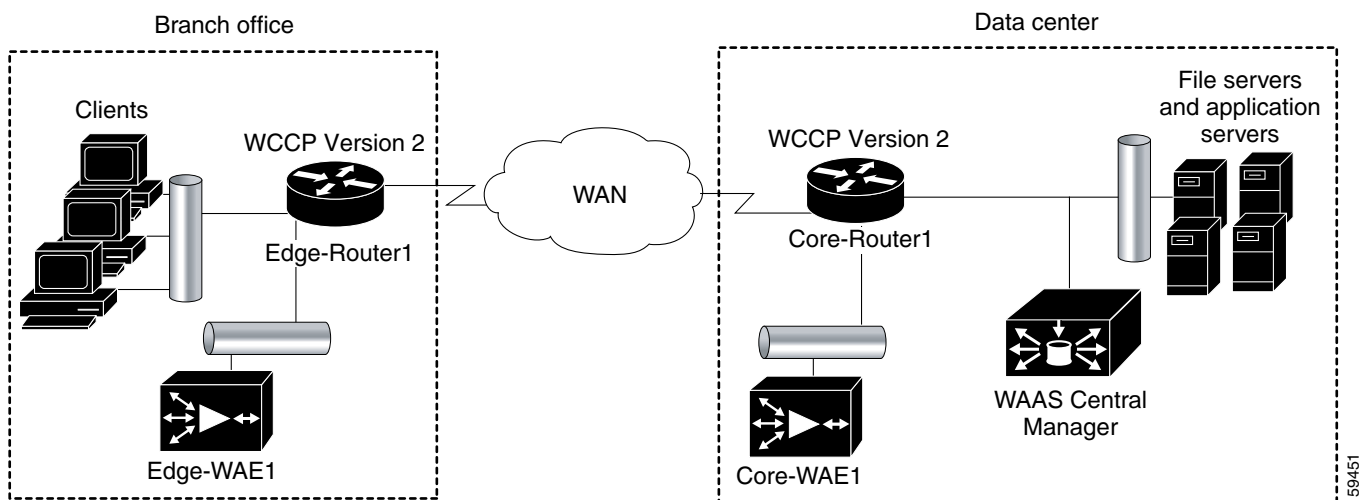 Branch office
Data center
Clients
WCCP Version 2
Edge-Router1
Edge-WAE1
WAN
WCCP Version 2
Core-Router1
Core-WAE1
File servers
and application
servers
WAAS Central
Manager
59451